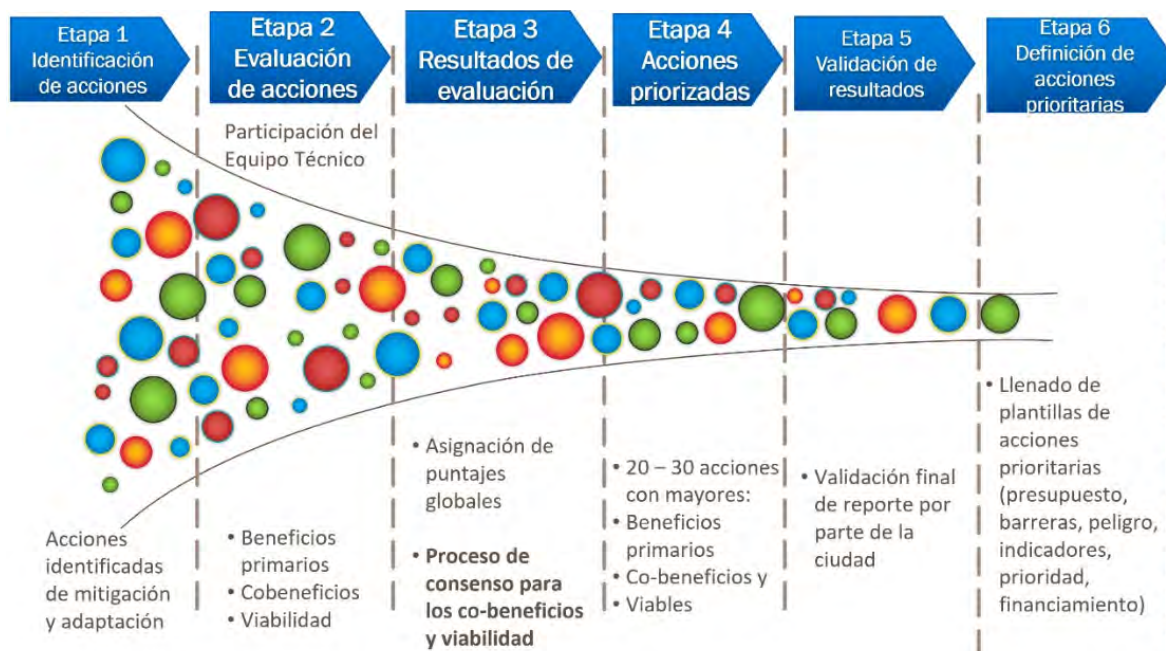 Etapa 1
Identificación
de acciones
Etapa 2
Evaluación
de acciones
Etapa 3
Resultados de
evaluación
Etapa 4
Acciones
priorizadas
Etapa 5
Validación de
resultados
Etapa 6
Definición de
acciones
prioritarias
Participación del
Equipo Técnico
Acciones
identificadas
de mitigación
y adaptación
• Beneficios
primarios
• Cobeneficios
• Viabilidad
• Asignación de
puntajes
globales
• Proceso de
consenso para
los co-beneficios
y viabilidad
• 20 – 30 acciones
con mayores:
• Beneficios
primarios
• Co-beneficios y
• Viables
• Validación final
de reporte por
parte de la
ciudad
• Llenado de
plantillas de
acciones
prioritarias
(presupuesto,
barreras, peligro,
indicadores,
prioridad,
financiamiento)